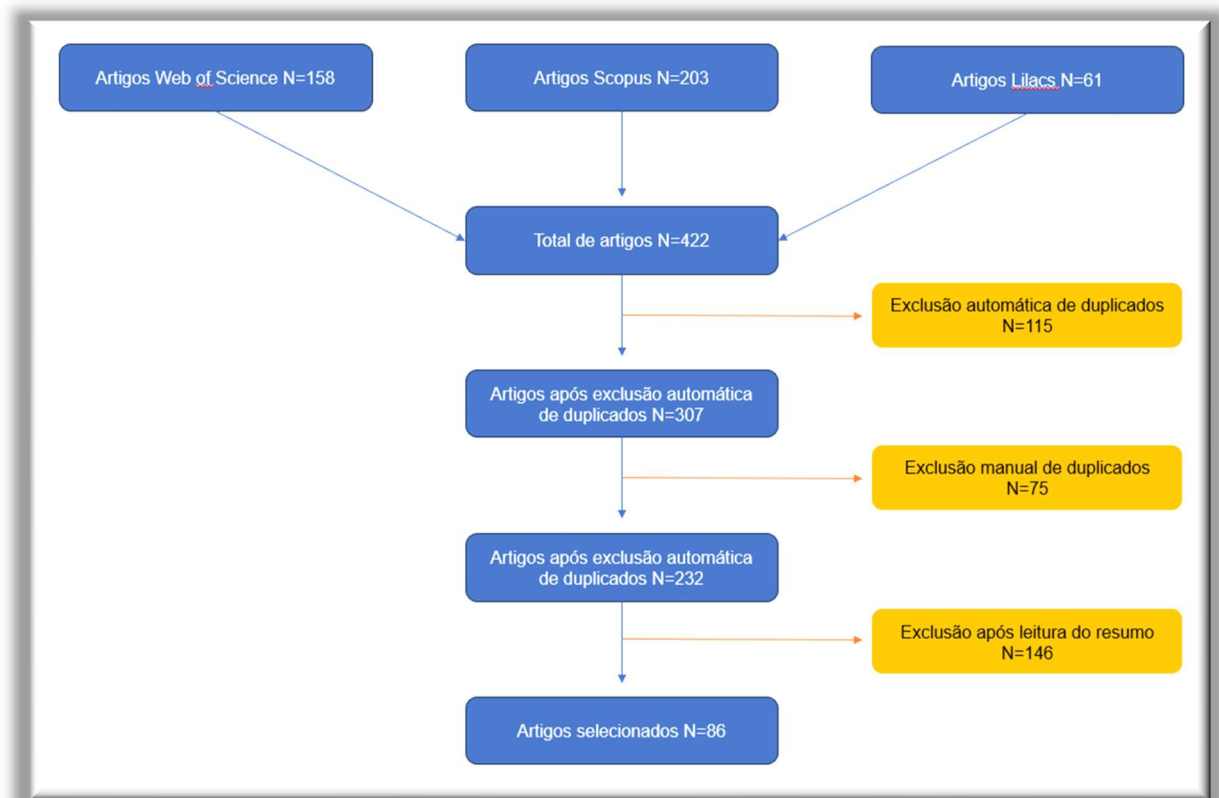 Artigos Web of Science N=158
Artigos Scopus N=203
Artigos Lilacs N=61
Total de artigos N=422
Exclusão automática de duplicados
N=115
Artigos após exclusão automática
de duplicados N=307
Exclusão manual de duplicados
N=75
Artigos após exclusão automática
de duplicados N=232
Exclusão após leitura do resumo
N=146
Artigos selecionados N=86